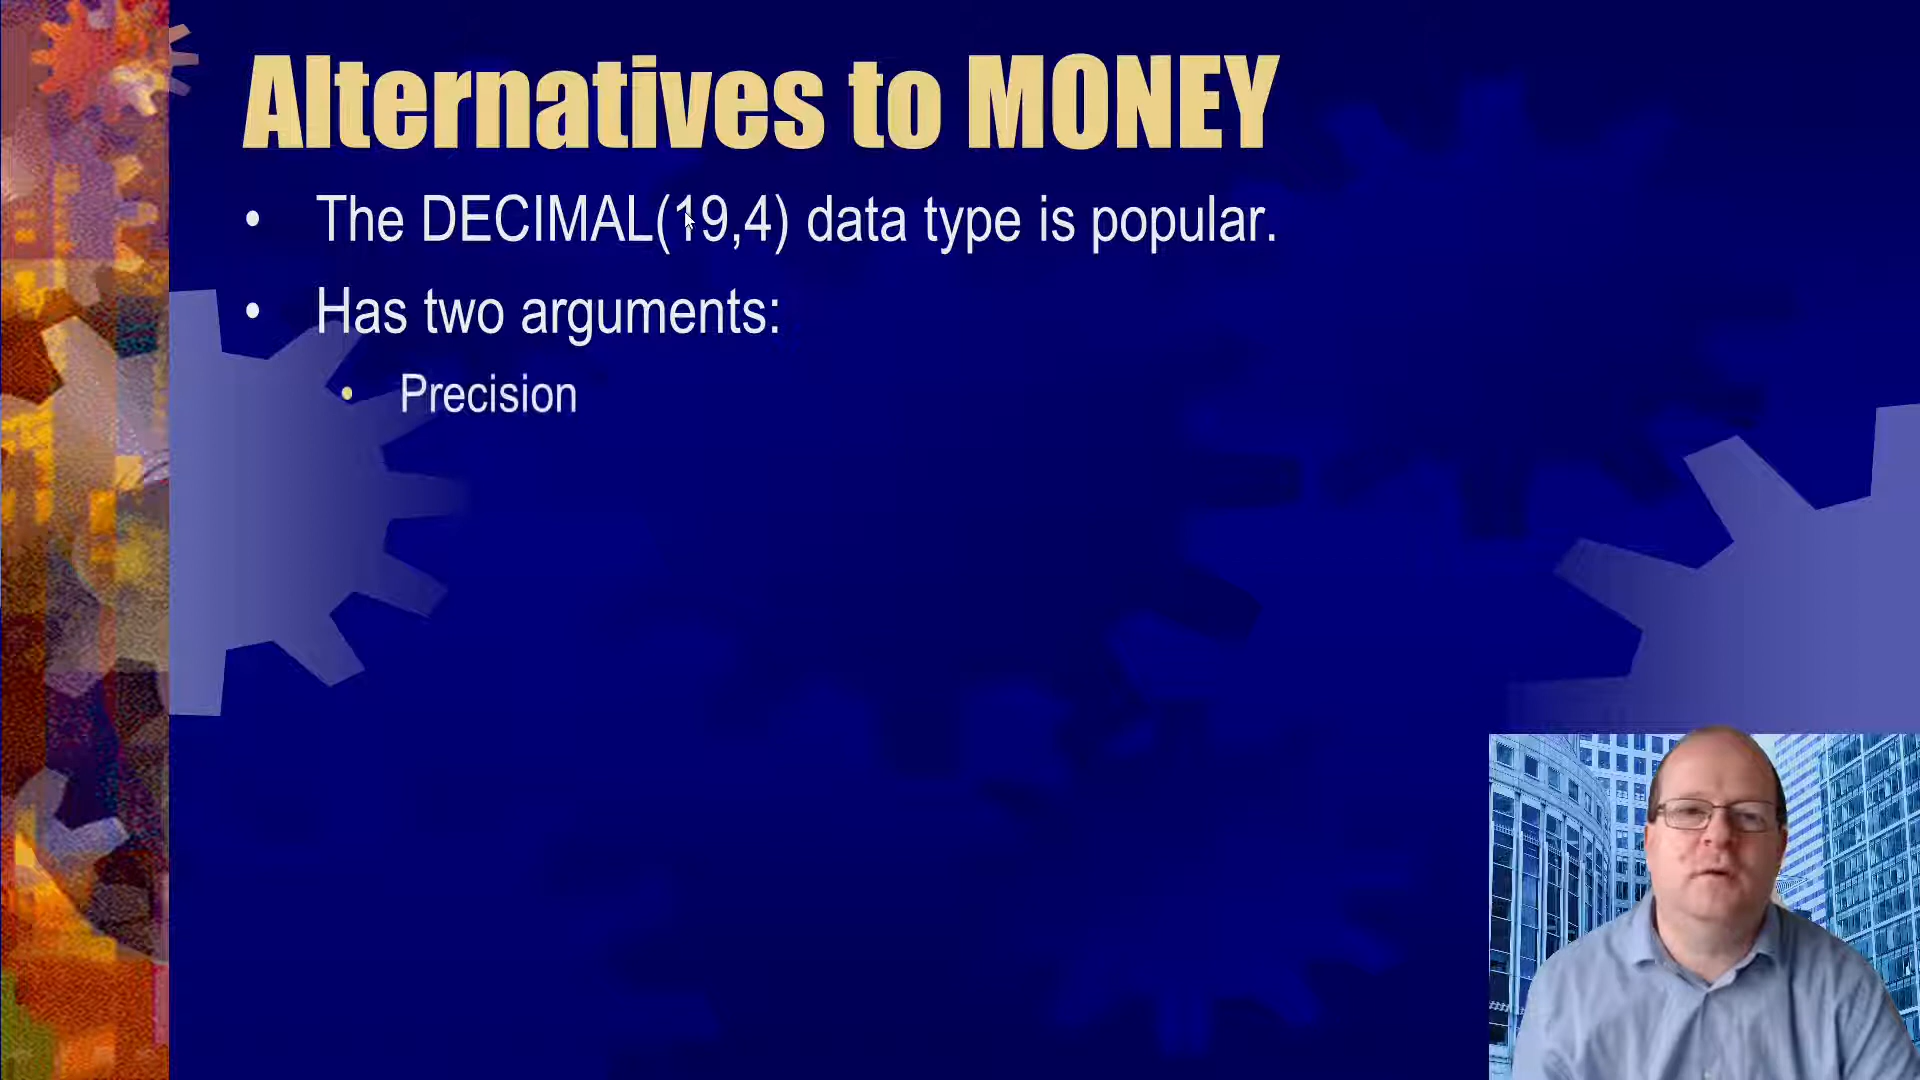 Alternatives to MONEY
• The DECIMAL(19,4) data type is popular.
• Has two arguments:
• Precision